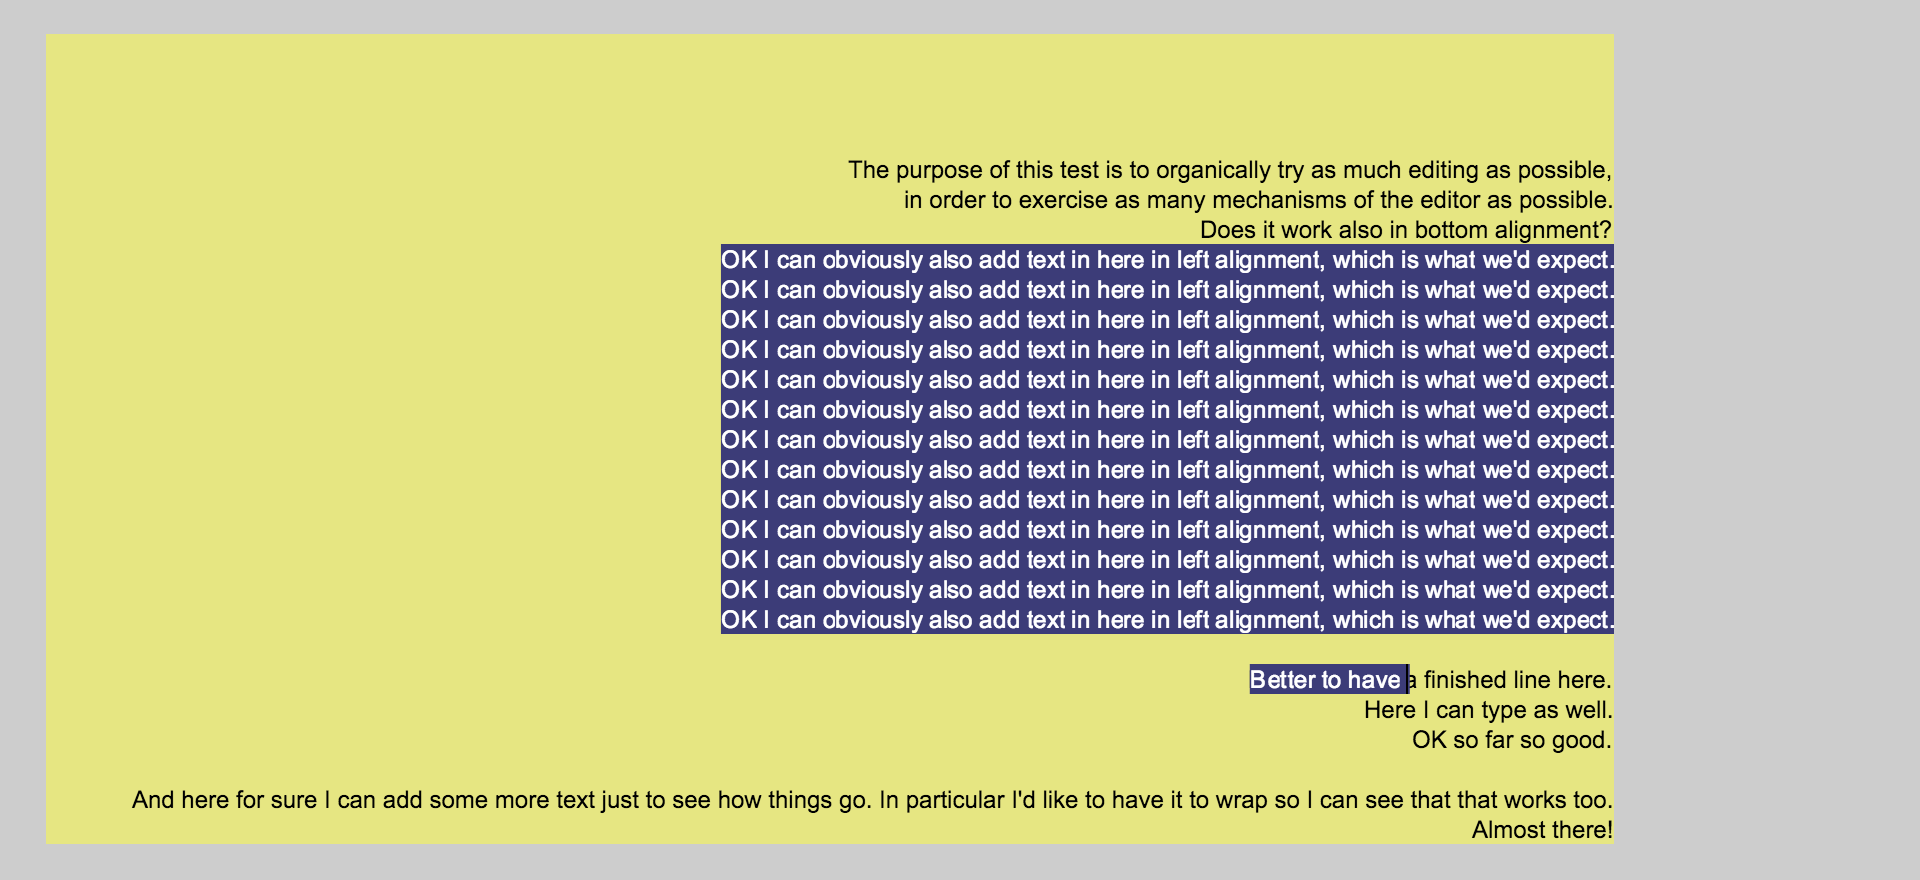 The purpose of this test is to organically try as much editing as possible,
in order to exercise as many mechanisms of the editor as possible.
Does it work also in bottom alignment?
OK I can obviously also add text in here in left alignment, which is what we'd expect.
OK I can obviously also add text in here in left alignment, which is what we'd expect.
OK I can obviously also add text in here in left alignment, which is what we'd expect.
OK I can obviously also add text in here in left alignment, which is what we'd expect.
OK I can obviously also add text in here in left alignment, which is what we'd expect.
OK I can obviously also add text in here in left alignment, which is what we'd expect.
OK I can obviously also add text in here in left alignment, which is what we'd expect.
OK I can obviously also add text in here in left alignment, which is what we'd expect.
OK I can obviously also add text in here in left alignment, which is what we'd expect.
OK I can obviously also add text in here in left alignment, which is what we'd expect.
OK I can obviously also add text in here in left alignment, which is what we'd expect.
OK I can obviously also add text in here in left alignment, which is what we'd expect.
OK I can obviously also add text in here in left alignment, which is what we'd expect.
Better to have a finished line here.
Here I can type as well.
OK so far so good.
And here for sure I can add some more text just to see how things go. In particular I'd like to have it to wrap so I can see that that works too.
Almost there!